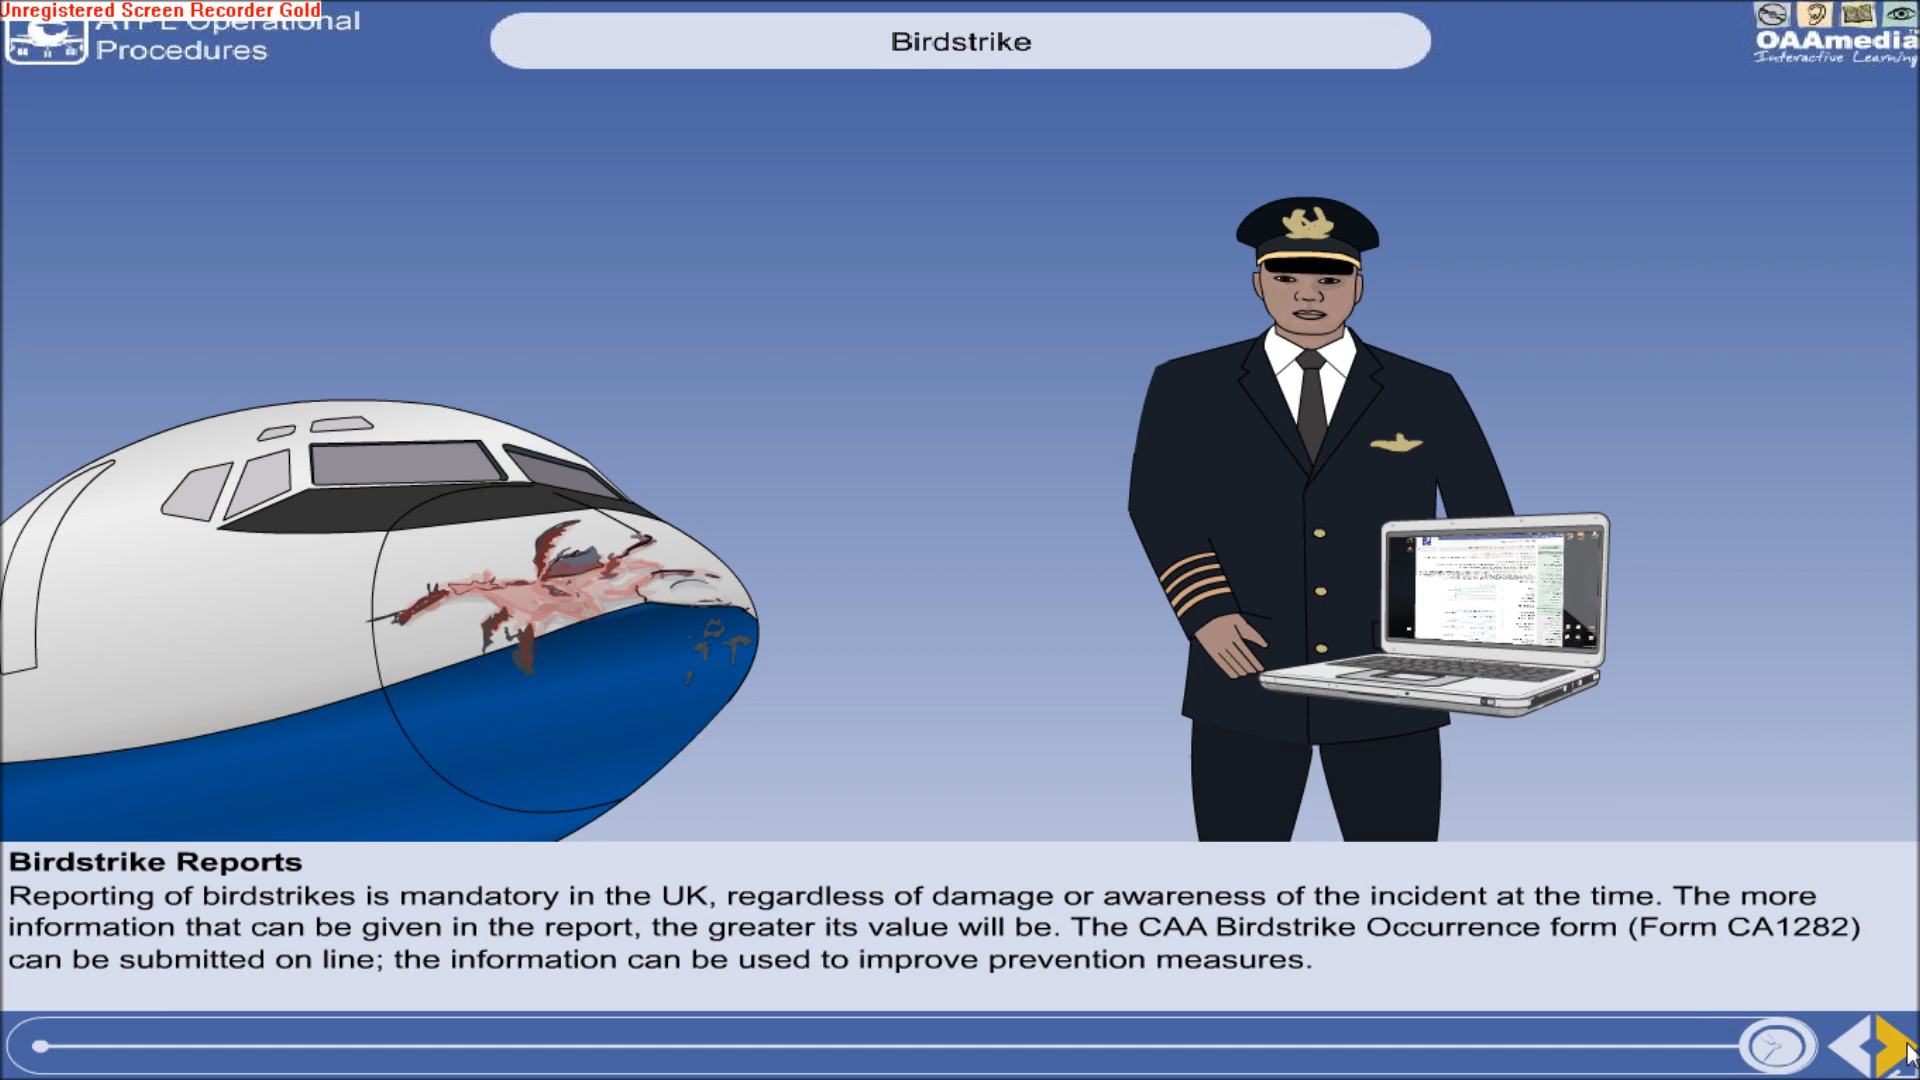 Unregistered Screen Recorder Gold
ATPL Operational
Procedures
Birdstrike
OAAmedia
Interactive Learning
Birdstrike Reports
Reporting of birdstrikes is mandatory in the UK, regardless of damage or awareness of the incident at the time. The more
information that can be given in the report, the greater its value will be. The CAA Birdstrike Occurrence form (Form CA1282)
can be submitted on line; the information can be used to improve prevention measures.